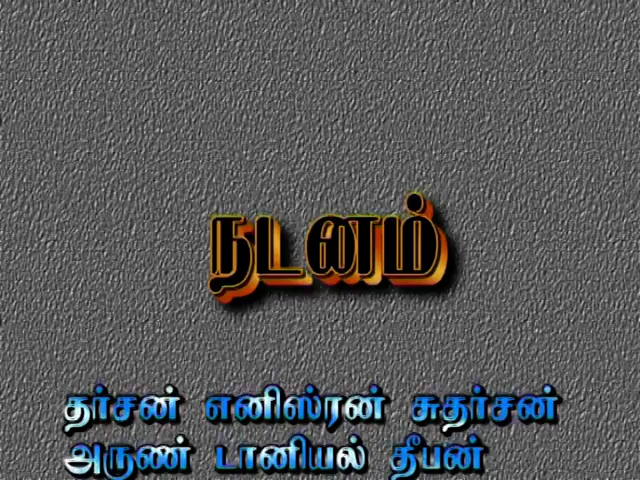 நடனம்
தர்சன் எனிஸ்ரன் சுதர்சன்
அருண் டானியல் தீபன்